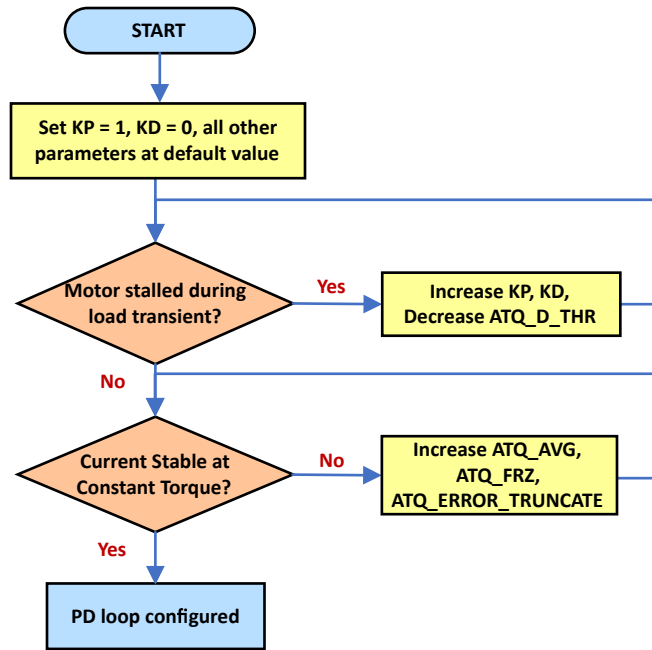 START
Set KP = 1, KD = 0, all other
parameters at default value
Motor stalled during
load transient?
Yes
Increase KP, KD,
Decrease ATQ_D_THR
No
Current Stable at
Constant Torque?
No
Increase ATQ_AVG,
ATQ_FRZ,
ATQ_ERROR_TRUNCATE
Yes
PD loop configured